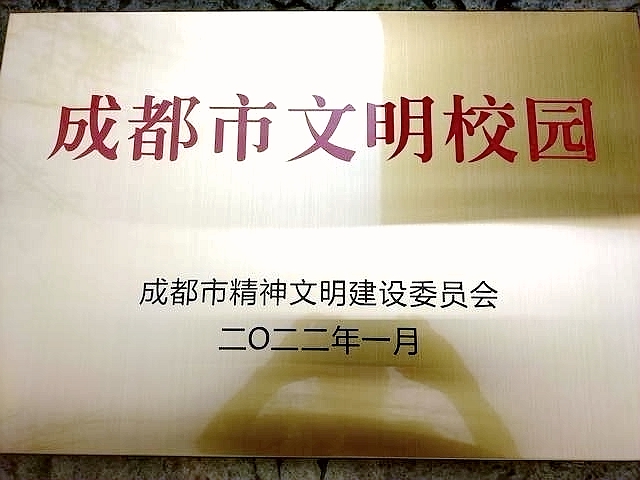 成都市文明校园
成都市精神文明建设委员会
二〇二二年一月